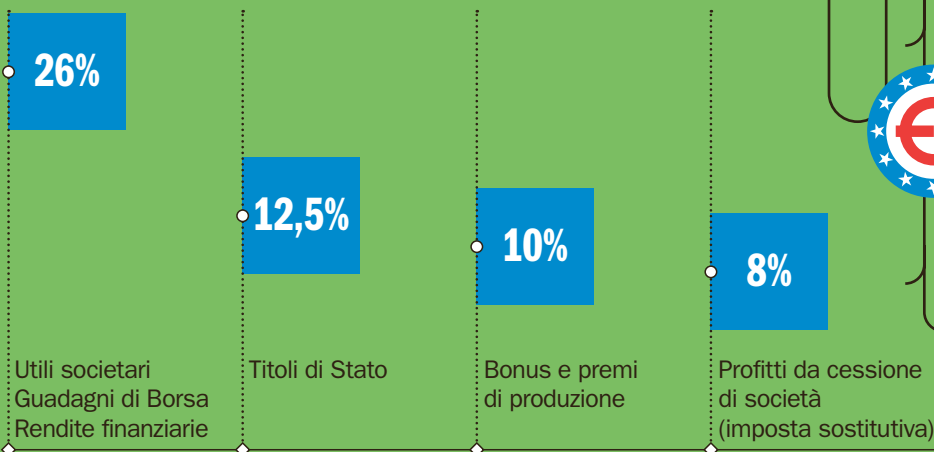 26%
Utili societari
Guadagni di Borsa
Rendite finanziarie
12,5%
Titoli di Stato
10%
Bonus e premi
di produzione
8%
Profitti da cessione
di società
(imposta sostitutiva)